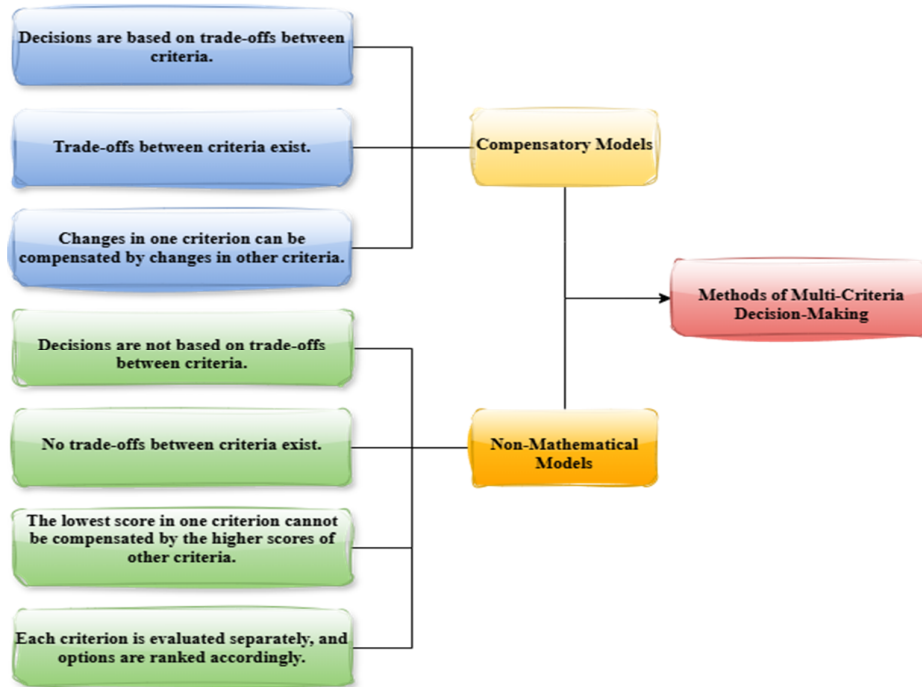 Decisions are based on trade-offs between
criteria.
Trade-offs between criteria exist.
Changes in one criterion can be
compensated by changes in other criteria.
Decisions are not based on trade-offs
between criteria.
No trade-offs between criteria exist.
The lowest score in one criterion cannot
be compensated by the higher scores of
other criteria.
Each criterion is evaluated separately, and
options are ranked accordingly.
Compensatory Models
Non-Mathematical
Models
Methods of Multi-Criteria
Decision-Making